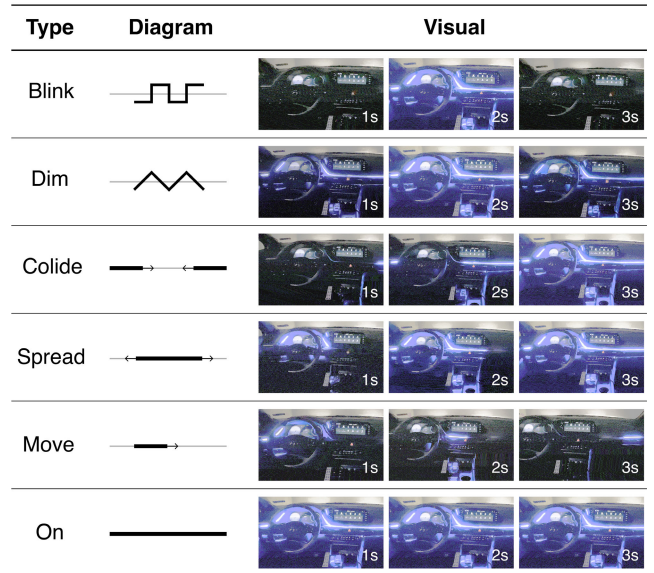 Type Diagram Visual
Blink 1s 2s 3s
Dim 1s 2s 3s
Colide 1s 2s 3s
Spread 1s 2s 3s
Move 1s 2s 3s
On 1s 2s 3s